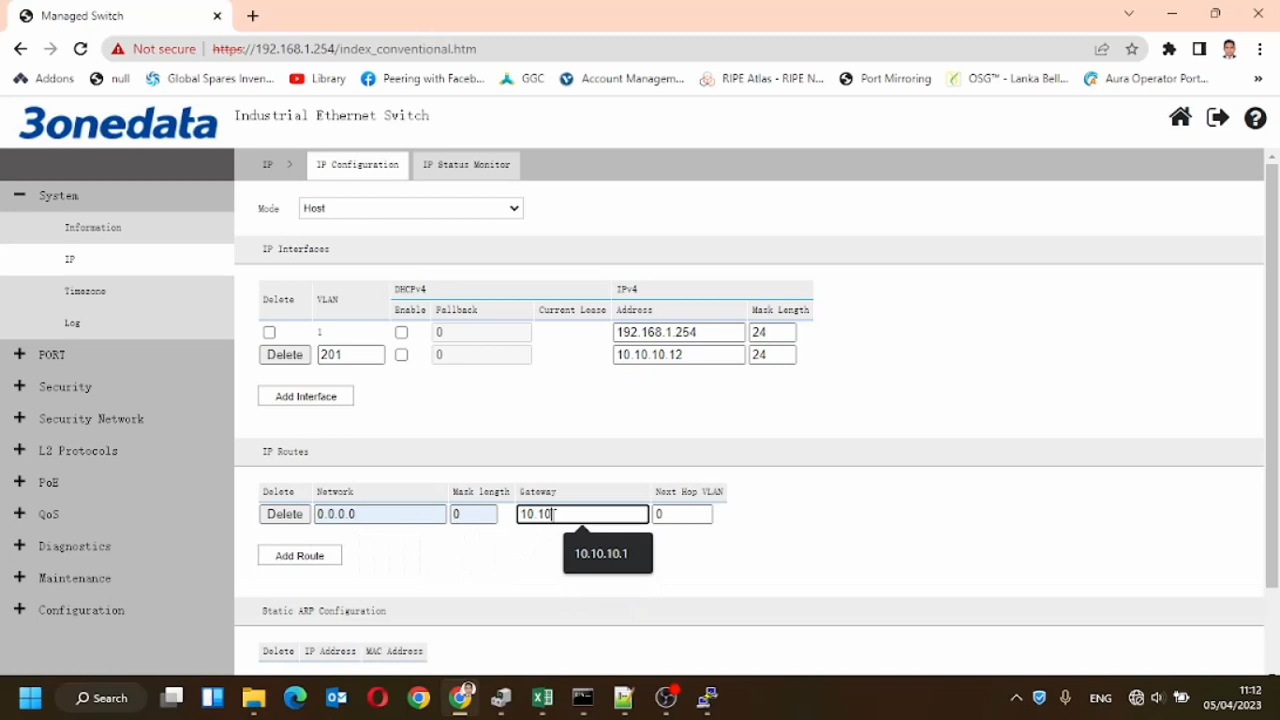 Managed Switch
Not secure https://192.168.1.254/index_conventional.htm
Addons null Global Spares Inven... Library Peering with Faceb... GGC Account Managem... RIPE Atlas - RIPE N... Port Mirroring OSG™ - Lanka Bell... Aura Operator Port... »
3onedata Industrial Ethernet Switch
IP > IP Configuration IP Status Monitor
System
Information
IP
Timezone
Log
PORT
Security
Security Network
L2 Protocols
PoE
QoS
Diagnostics
Maintenance
Configuration
Mode Host
IP Interfaces
Delete VLAN DHCPv4 IPv4
Enable Fallback Current Lease Address Mask Length
1 0 192.168.1.254 24
Delete 201 0 10.10.10.12 24
Add Interface
IP Routes
Delete Network Mask length Gateway Next Hop VLAN
Delete 0.0.0.0 0 10.10 0
10.10.10.1
Add Route
Static ARP Configuration
Delete IP Address MAC Address
Search ENG 11:12
05/04/2023